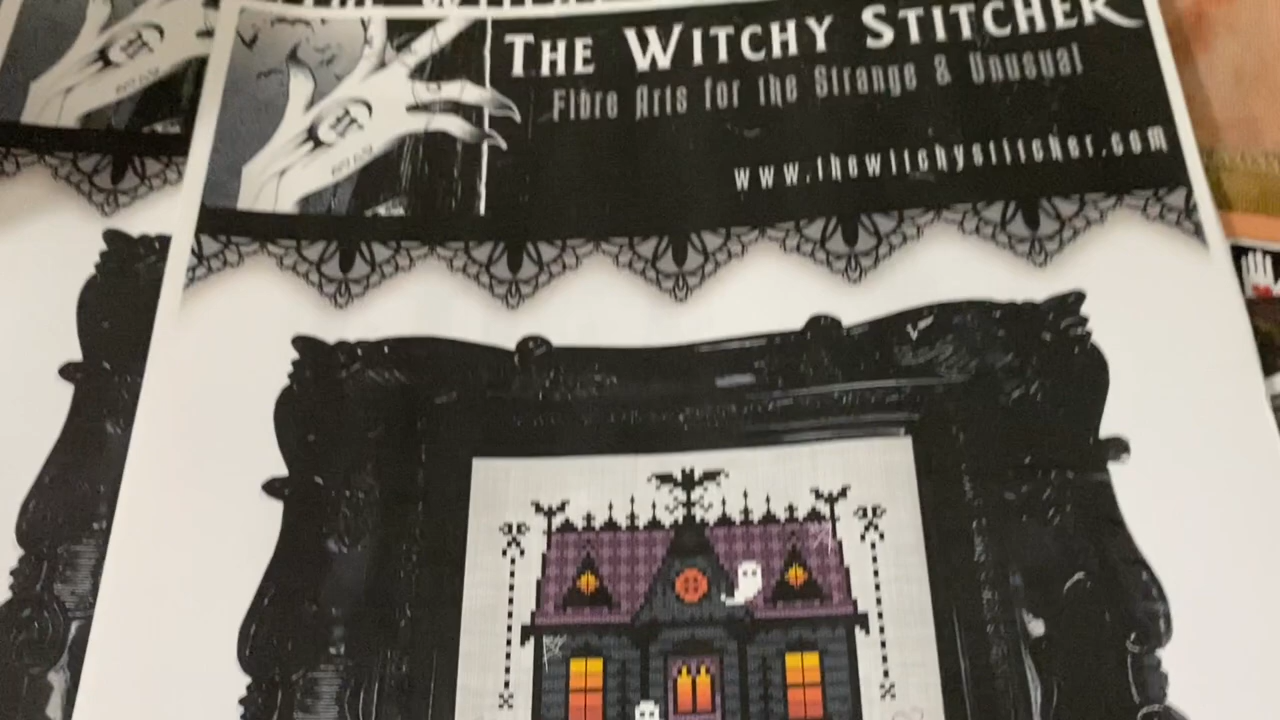 THE WITCHY STITCHER
Fibre Arts for the Strange & Unusual
www.thewitchystitcher.com